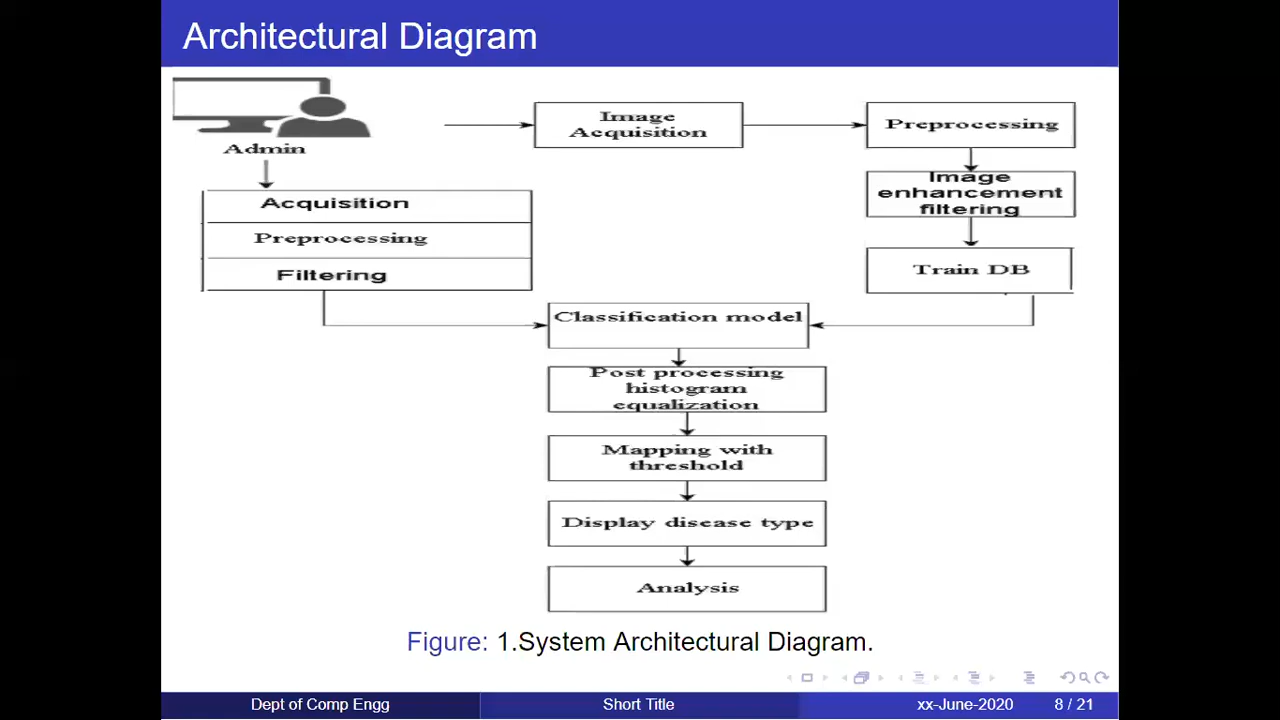 Architectural Diagram
Admin
Acquisition
Preprocessing
Filtering
Image
Acquisition
Preprocessing
Image
enhancement
filtering
Train DB
Classification model
Post processing
histogram
equalization
Mapping with
threshold
Display disease type
Analysis
Figure: 1.System Architectural Diagram.
Dept of Comp Engg
Short Title
xx-June-2020
8 / 21